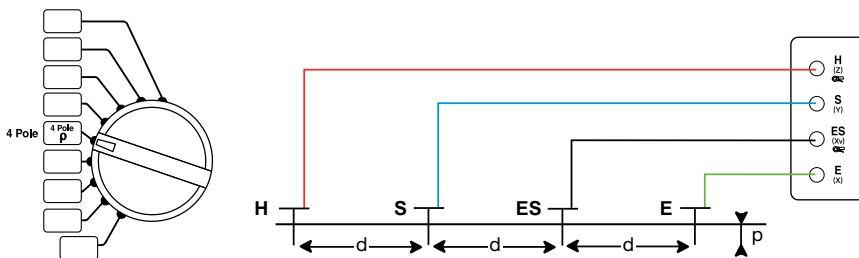 4 Pole
4 Pole
ρ
H
(Z)
S
(Y)
ES
(Xv)
E
(X)
H S ES E
d d d p